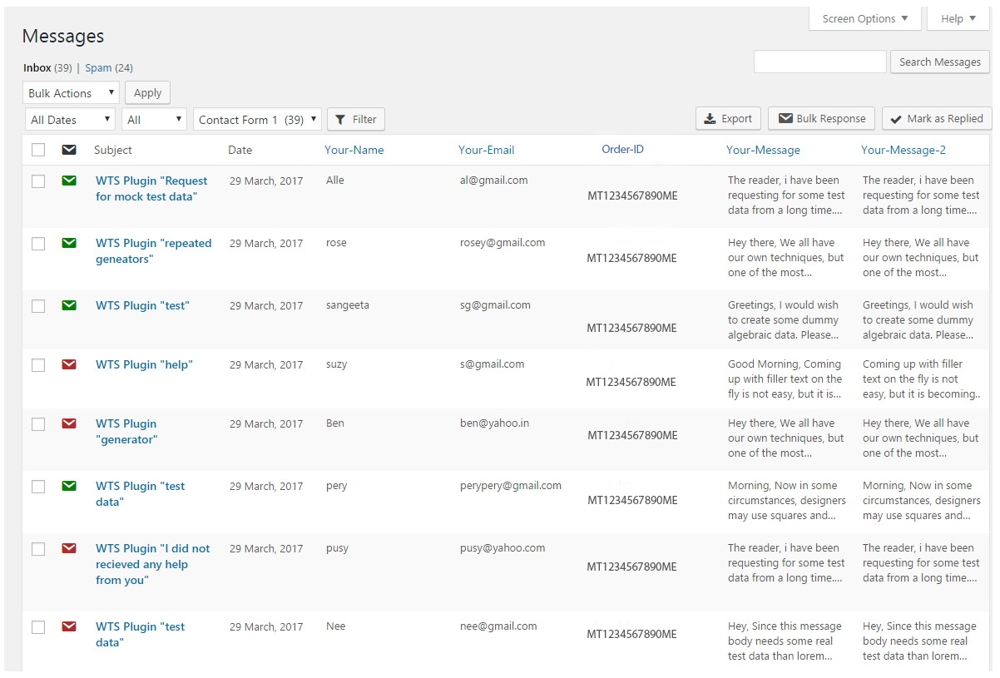 Screen Options ▼ Help ▼
Messages
Inbox (39) | Spam (24)
Search Messages
Bulk Actions ▼ Apply
All Dates ▼ All ▼ Contact Form 1 (39) ▼ Filter Export Bulk Response Mark as Replied
Subject Date Your-Name Your-Email Order-ID Your-Message Your-Message-2
WTS Plugin "Request 29 March, 2017 Alle al@gmail.com The reader, i have been The reader, i have been
for mock test data" MT1234567890ME requesting for some test requesting for some test
data from a long time.... data from a long time....
WTS Plugin "repeated 29 March, 2017 rose rosey@gmail.com Hey there, We all have Hey there, We all have
geneators" MT1234567890ME our own techniques, but our own techniques, but
one of the most... one of the most...
WTS Plugin "test" 29 March, 2017 sangeeta sg@gmail.com Greetings, I would wish Greetings, I would wish
to create some dummy to create some dummy
MT1234567890ME algebraic data. Please... algebraic data. Please...
WTS Plugin "help" 29 March, 2017 suzy s@gmail.com Good Morning, Coming Coming up with filler
MT1234567890ME up with filler text on the text on the fly is not
fly is not easy, but it is... easy, but it is becoming..
WTS Plugin 29 March, 2017 Ben ben@yahoo.in Hey there, We all have Hey there, We all have
"generator" MT1234567890ME our own techniques, but our own techniques, but
one of the most... one of the most...
WTS Plugin "test 29 March, 2017 pery perypery@gmail.com Morning, Now in some Morning, Now in some
data" MT1234567890ME circumstances, designers circumstances, designers
may use squares and... may use squares and...
WTS Plugin "I did not 29 March, 2017 pusy pusy@yahoo.com The reader, i have been The reader, i have been
recieved any help MT1234567890ME requesting for some test requesting for some test
from you" data from a long time.... data from a long time....
WTS Plugin "test 29 March, 2017 Nee nee@gmail.com Hey, Since this message Hey, Since this message
data" MT1234567890ME body needs some real body needs some real
test data than lorem... test data than lorem...